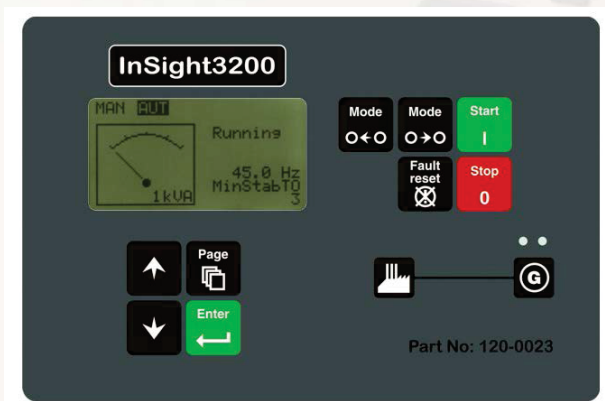 InSight3200
MAN AUT
Running
45.0 Hz
MinStabTO
3
1kVA
Mode
Mode
Start
I
Fault
reset
Stop
0
Page
Enter
G
Part No: 120-0023